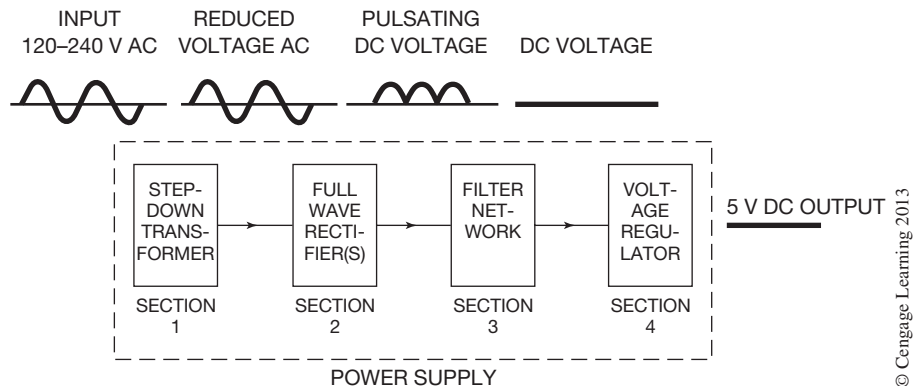 INPUT
120–240 V AC
REDUCED
VOLTAGE AC
PULSATING
DC VOLTAGE
DC VOLTAGE
STEP-
DOWN
TRANS-
FORMER
FULL
WAVE
RECTI-
FIER(S)
FILTER
NET-
WORK
VOLT-
AGE
REGU-
LATOR
5 V DC OUTPUT
SECTION
1
SECTION
2
SECTION
3
SECTION
4
POWER SUPPLY
© Cengage Learning 2013